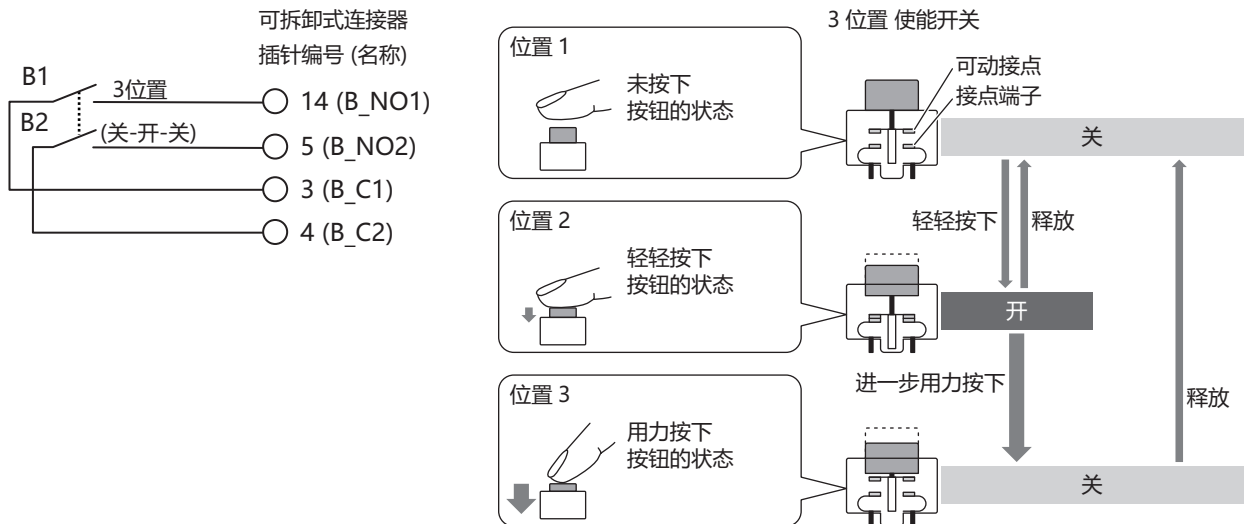 可拆卸式连接器
插针编号 (名称)
B1
3位置
14 (B_NO1)
B2
(关-开-关)
5 (B_NO2)
3 (B_C1)
4 (B_C2)
3 位置 使能开关
位置 1
未按下
按钮的状态
可动接点
接点端子
关
轻轻按下
释放
位置 2
轻轻按下
按钮的状态
开
进一步用力按下
释放
位置 3
用力按下
按钮的状态
关